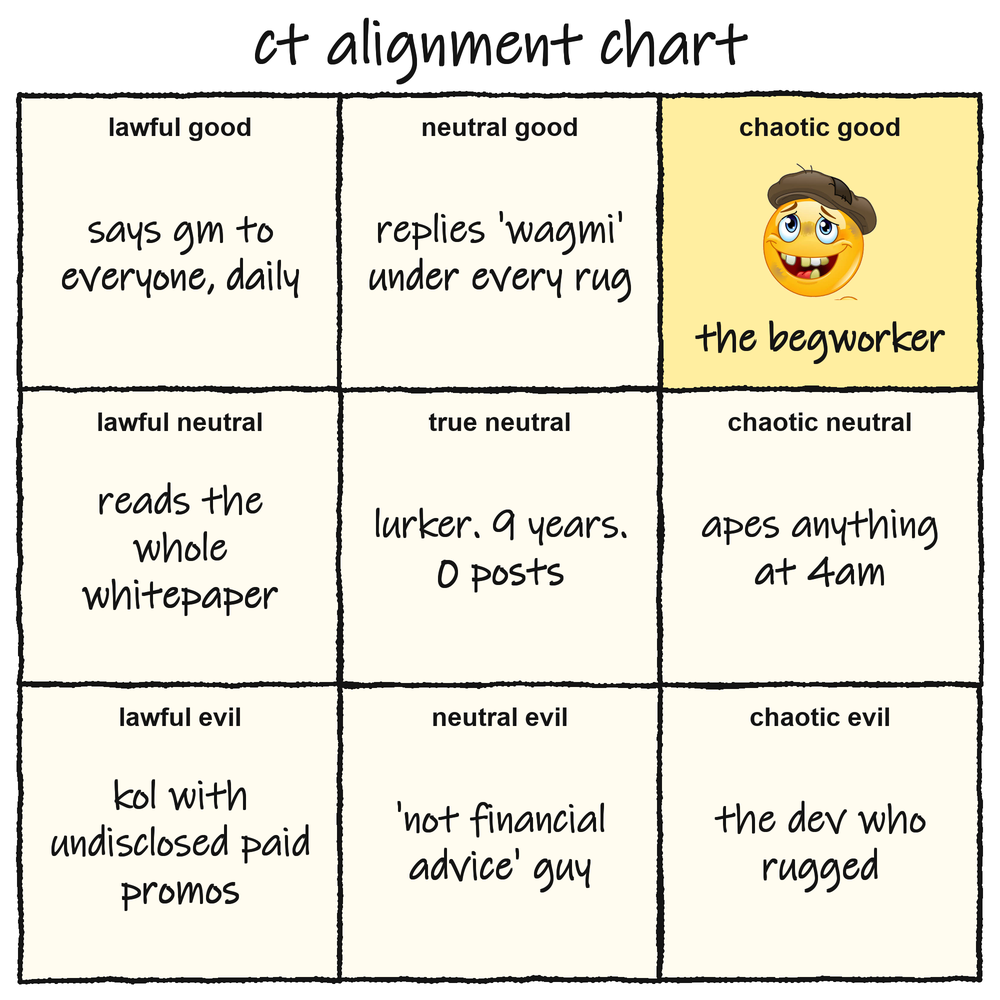 ct alignment chart
lawful good
says gm to
everyone, daily
neutral good
replies 'wagmi'
under every rug
chaotic good
the begworker
lawful neutral
reads the
whole
whitepaper
true neutral
lurker. 9 years.
0 posts
chaotic neutral
apes anything
at 4am
lawful evil
kol with
undisclosed paid
promos
neutral evil
'not financial
advice' guy
chaotic evil
the dev who
rugged